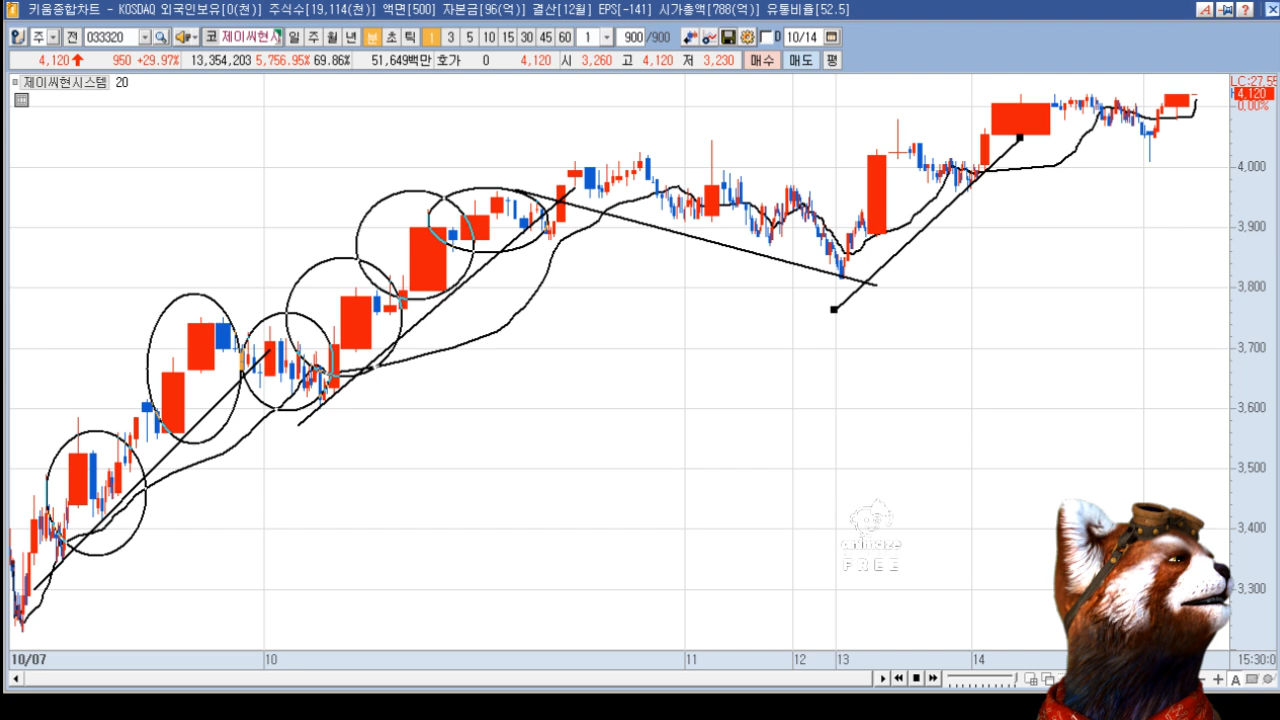 키움종합차트 - KOSDAQ 외국인보유[0(천)] 주식수[19,114(천)] 액면[500] 자본금[96(억)] 결산[12월] EPS[-141] 시가총액[788(억)] 유통비율[52.5]
주 전 033320 코 제이씨현시 일 주 월 년 분 초 틱 1 3 5 10 15 30 45 60 1 900 /900 D 10/14
4,120 950 +29.97% 13,354,203 5,756.95% 69.86% 51,649백만 호가 0 4,120 시 3,260 고 4,120 저 3,230 매수 매도 평
제이씨현시스템 20
LC:27,55
4,120
0,00%
4,000
3,900
3,800
3,700
3,600
3,500
3,400
3,300
animaze
FREE
10/07 10 11 12 13 14 15:30:0
A